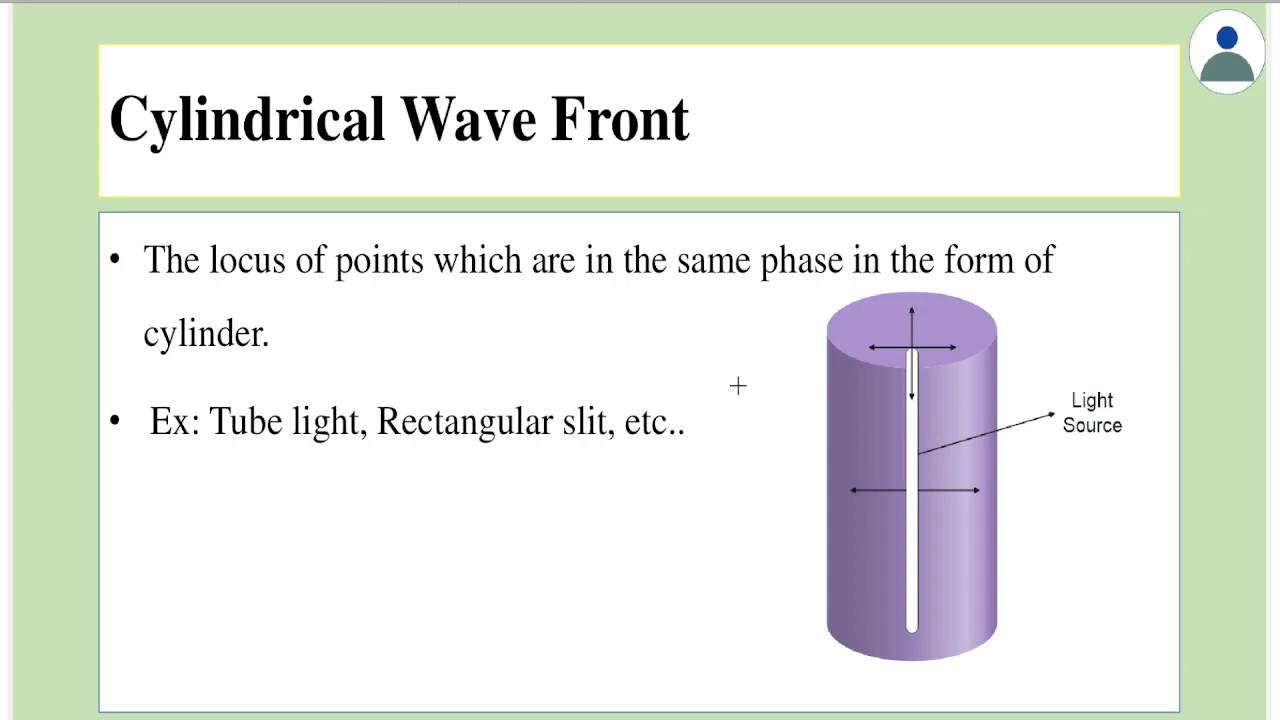 Cylindrical Wave Front
• The locus of points which are in the same phase in the form of
cylinder.
• Ex: Tube light, Rectangular slit, etc..
Light
Source